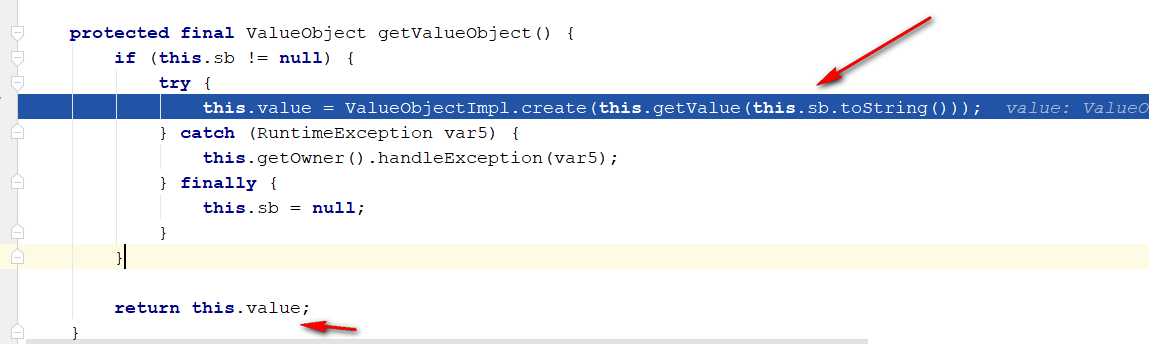 protected final ValueObject getValueObject() {
if (this.sb != null) {
try {
this.value = ValueObjectImpl.create(this.getValue(this.sb.toString())); value: ValueO
} catch (RuntimeException var5) {
this.getOwner().handleException(var5);
} finally {
this.sb = null;
}
}
return this.value;
}